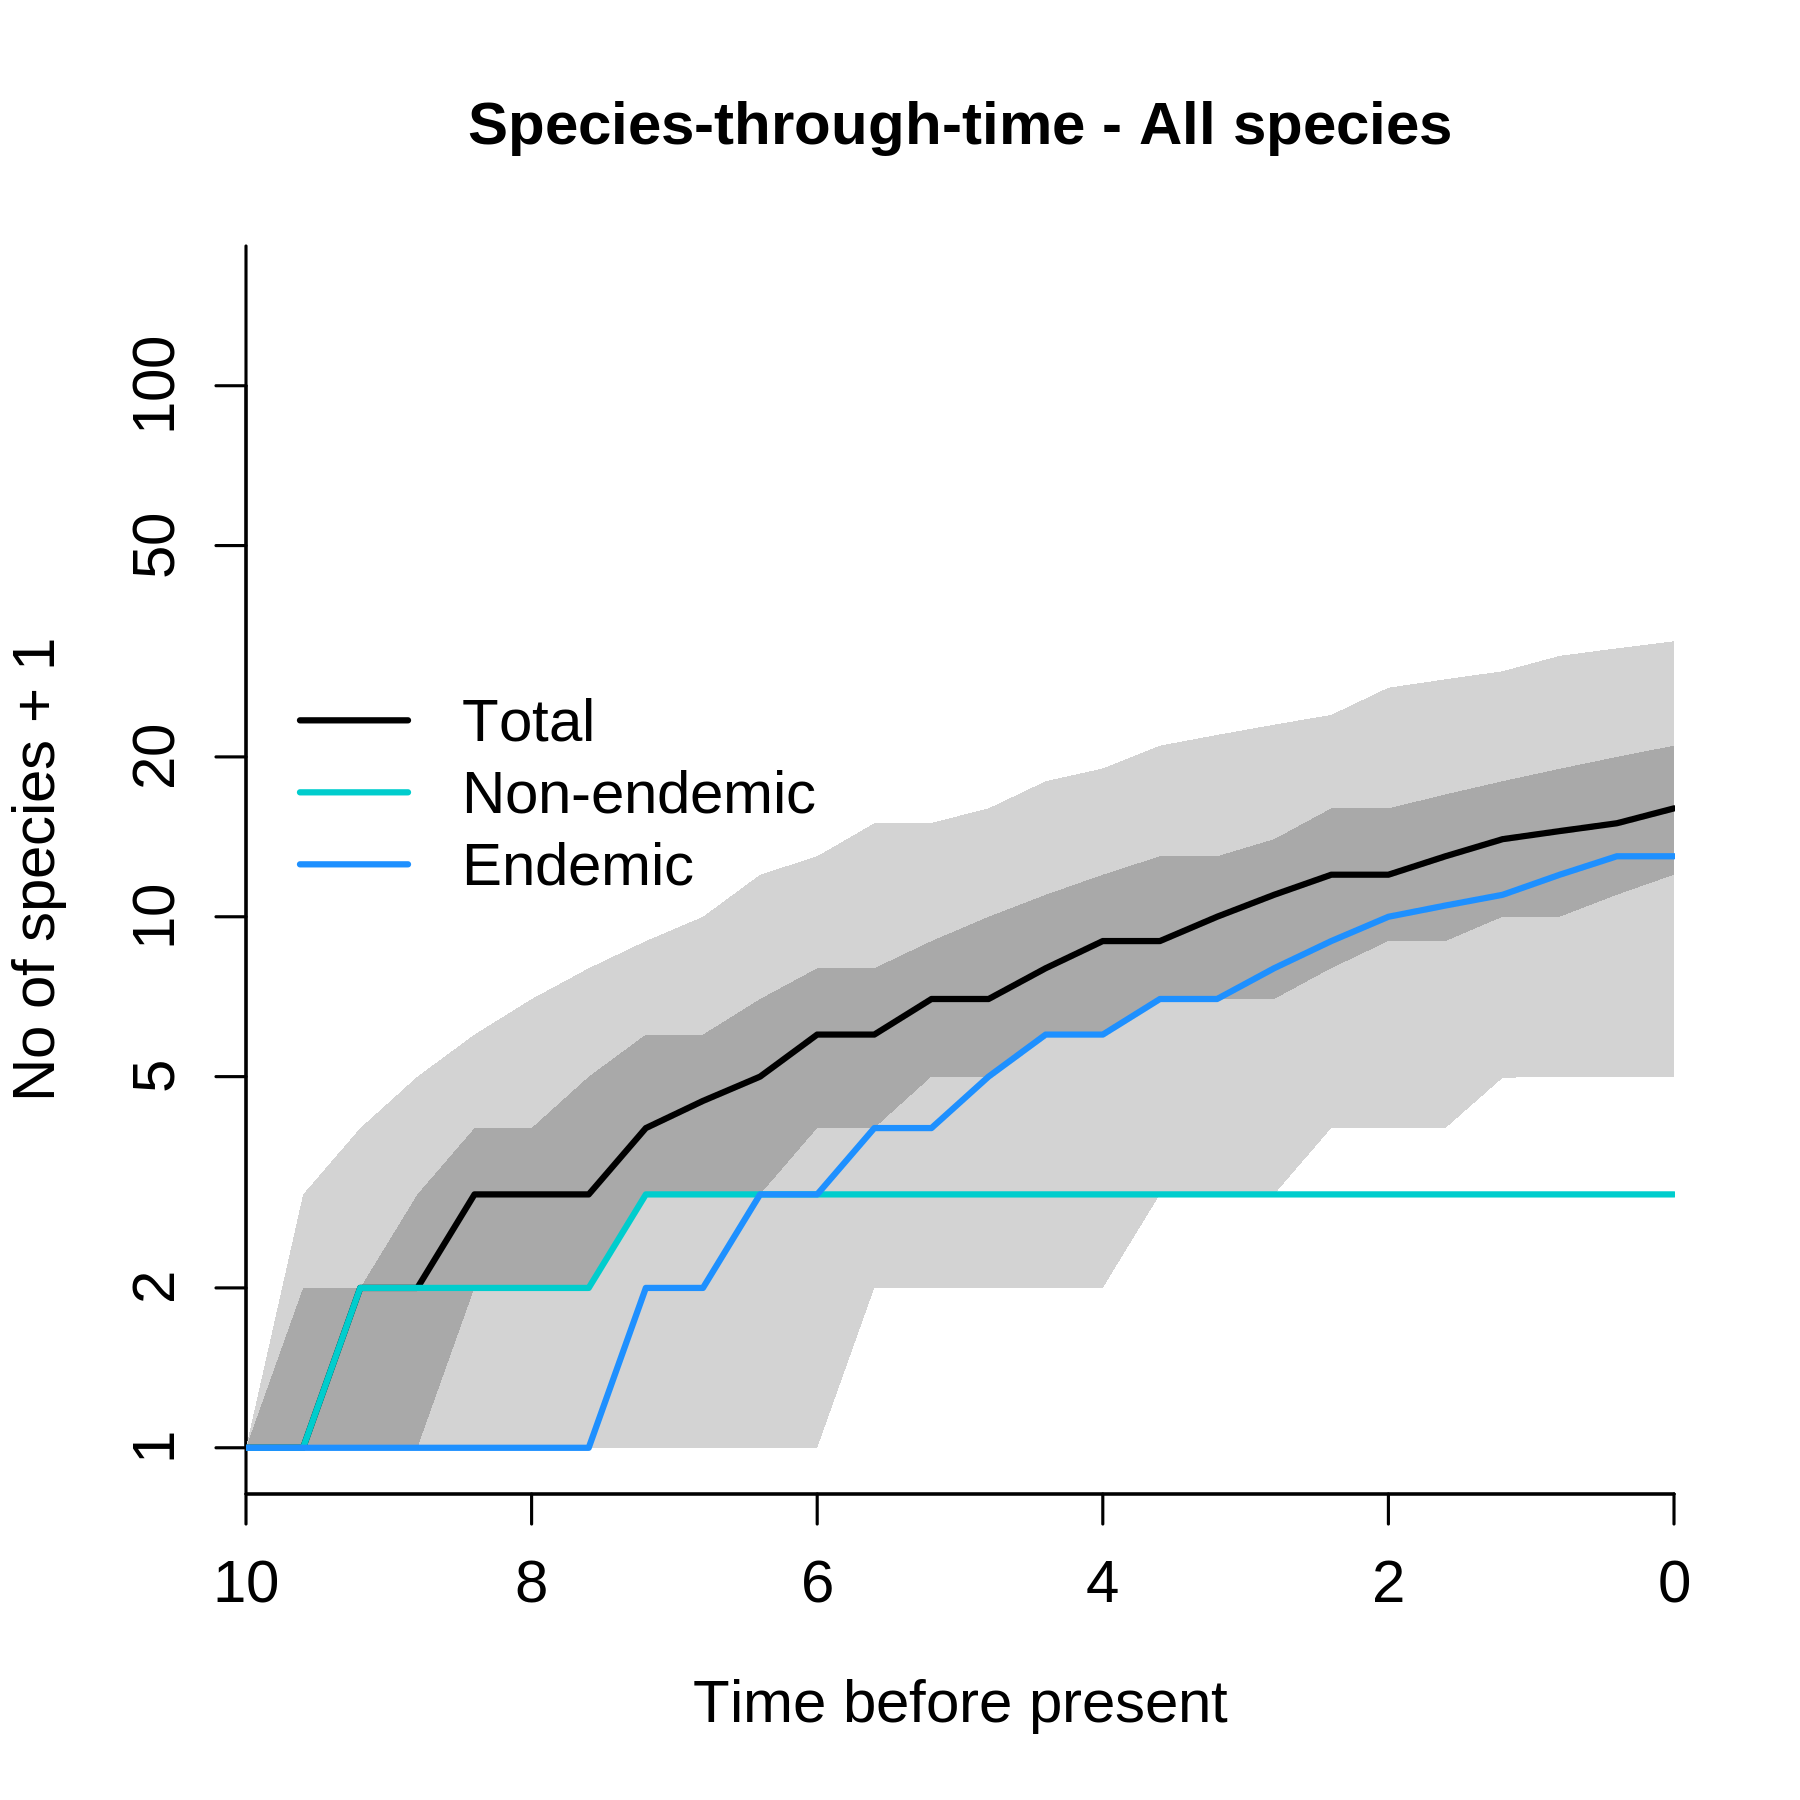 Species-through-time - All species
No of species + 1
100
50
20
10
5
2
1
Total
Non-endemic
Endemic
10 8 6 4 2 0
Time before present